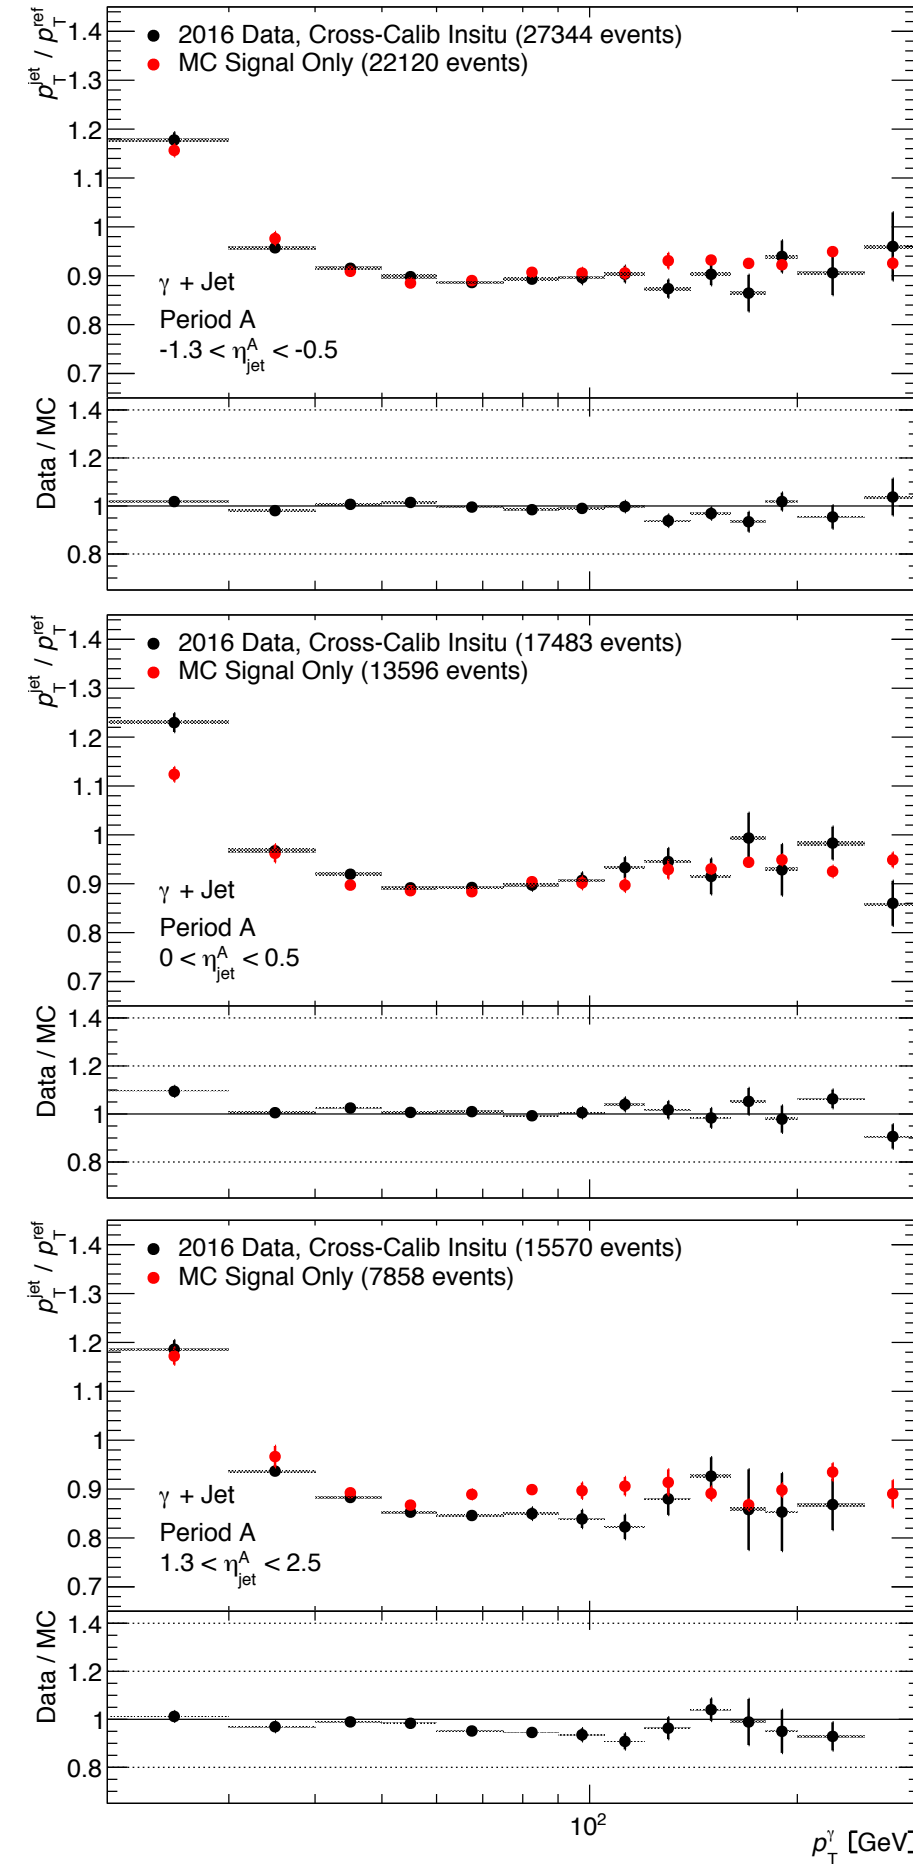 p_T^jet / p_T^ref
1.4
1.3
1.2
1.1
1
0.9
0.8
0.7
2016 Data, Cross-Calib Insitu (27344 events)
MC Signal Only (22120 events)
γ + Jet
Period A
-1.3 < η_jet^A < -0.5
Data / MC
1.4
1.2
1
0.8
p_T^jet / p_T^ref
1.4
1.3
1.2
1.1
1
0.9
0.8
0.7
2016 Data, Cross-Calib Insitu (17483 events)
MC Signal Only (13596 events)
γ + Jet
Period A
0 < η_jet^A < 0.5
Data / MC
1.4
1.2
1
0.8
p_T^jet / p_T^ref
1.4
1.3
1.2
1.1
1
0.9
0.8
0.7
2016 Data, Cross-Calib Insitu (15570 events)
MC Signal Only (7858 events)
γ + Jet
Period A
1.3 < η_jet^A < 2.5
Data / MC
1.4
1.2
1
0.8
10²
p_T^γ [GeV]